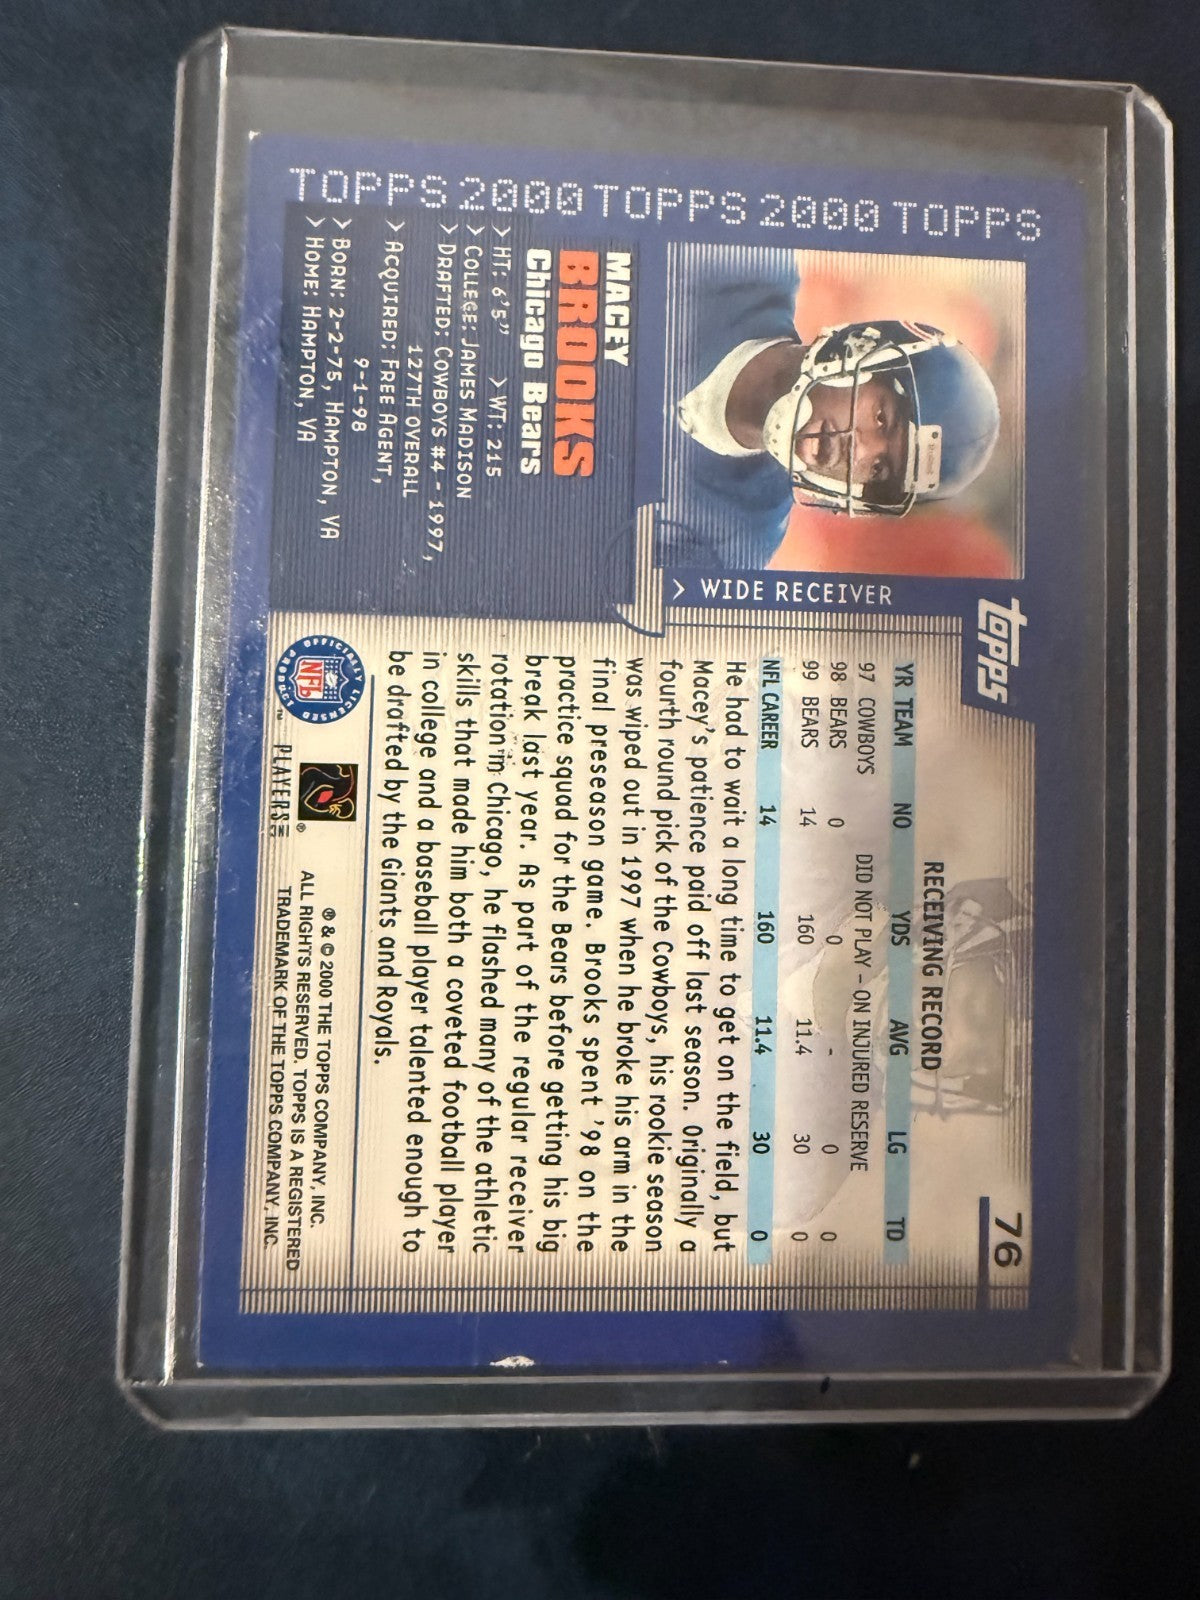 TOPPS 2000 TOPPS 2000 TOPPS
topps
76
> WIDE RECEIVER
MACEY
BROOKS
Chicago Bears
> HT: 6'5" > WT: 215
> COLLEGE: JAMES MADISON
> DRAFTED: COWBOYS #4 - 1997,
127TH OVERALL
> ACQUIRED: FREE AGENT,
9-1-98
> BORN: 2-2-75, HAMPTON, VA
> HOME: HAMPTON, VA
RECEIVING RECORD
YR TEAM NO YDS AVG LG TD
97 COWBOYS DID NOT PLAY – ON INJURED RESERVE
98 BEARS 0 0 - 0 0
99 BEARS 14 160 11.4 30 0
NFL CAREER 14 160 11.4 30 0
He had to wait a long time to get on the field, but
Macey's patience paid off last season. Originally a
fourth round pick of the Cowboys, his rookie season
was wiped out in 1997 when he broke his arm in the
final preseason game. Brooks spent '98 on the
practice squad for the Bears before getting his big
break last year. As part of the regular receiver
rotation in Chicago, he flashed many of the athletic
skills that made him both a coveted football player
in college and a baseball player talented enough to
be drafted by the Giants and Royals.
OFFICIALLY LICENSED PRODUCT
NFL
™
PLAYERS INC
®
® & © 2000 THE TOPPS COMPANY, INC.
ALL RIGHTS RESERVED. TOPPS IS A REGISTERED
TRADEMARK OF THE TOPPS COMPANY, INC.